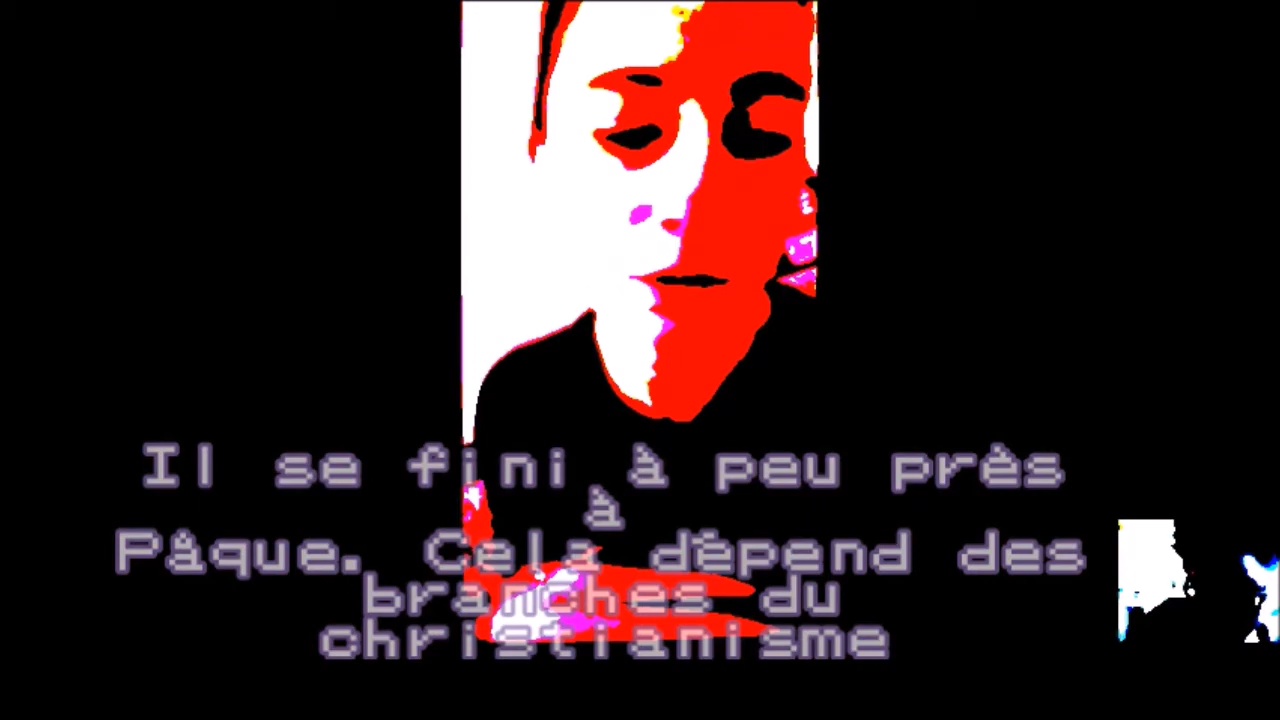 Il se fini à peu près
à
Pâque. Cela dépend des
branches du
christianisme